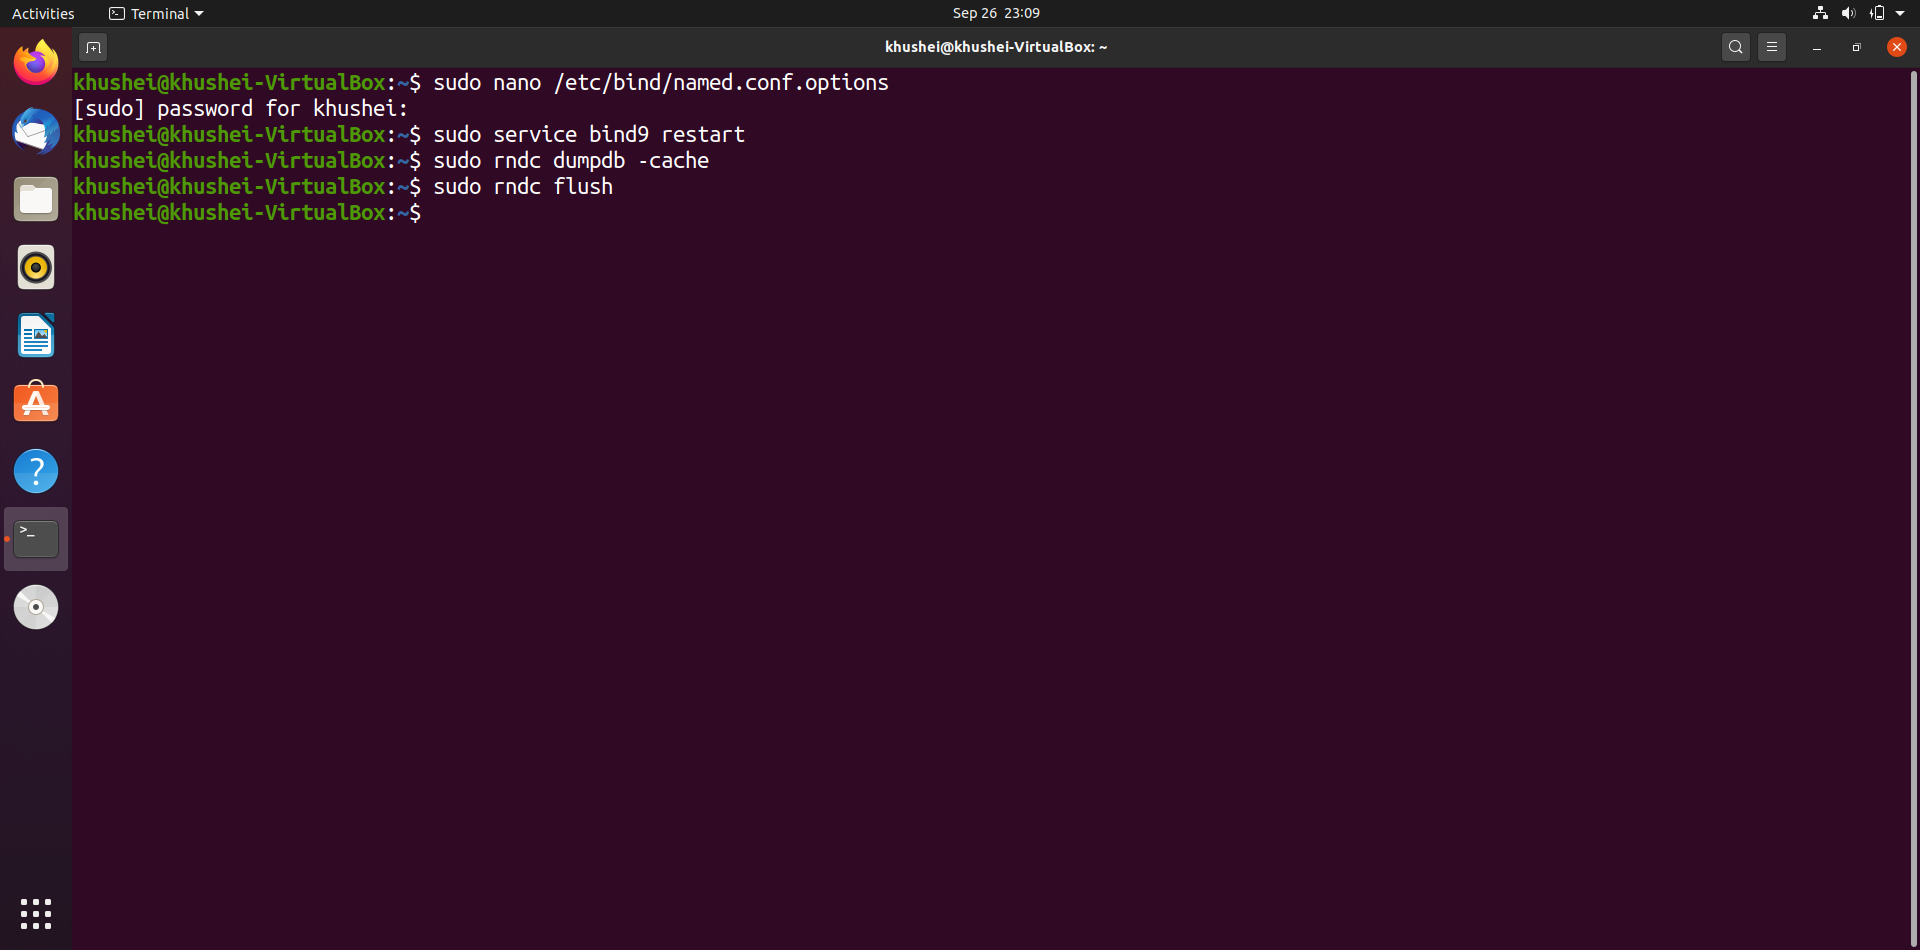 Activities Terminal Sep 26 23:09
khushei@khushei-VirtualBox: ~
khushei@khushei-VirtualBox:~$ sudo nano /etc/bind/named.conf.options
[sudo] password for khushei:
khushei@khushei-VirtualBox:~$ sudo service bind9 restart
khushei@khushei-VirtualBox:~$ sudo rndc dumpdb -cache
khushei@khushei-VirtualBox:~$ sudo rndc flush
khushei@khushei-VirtualBox:~$